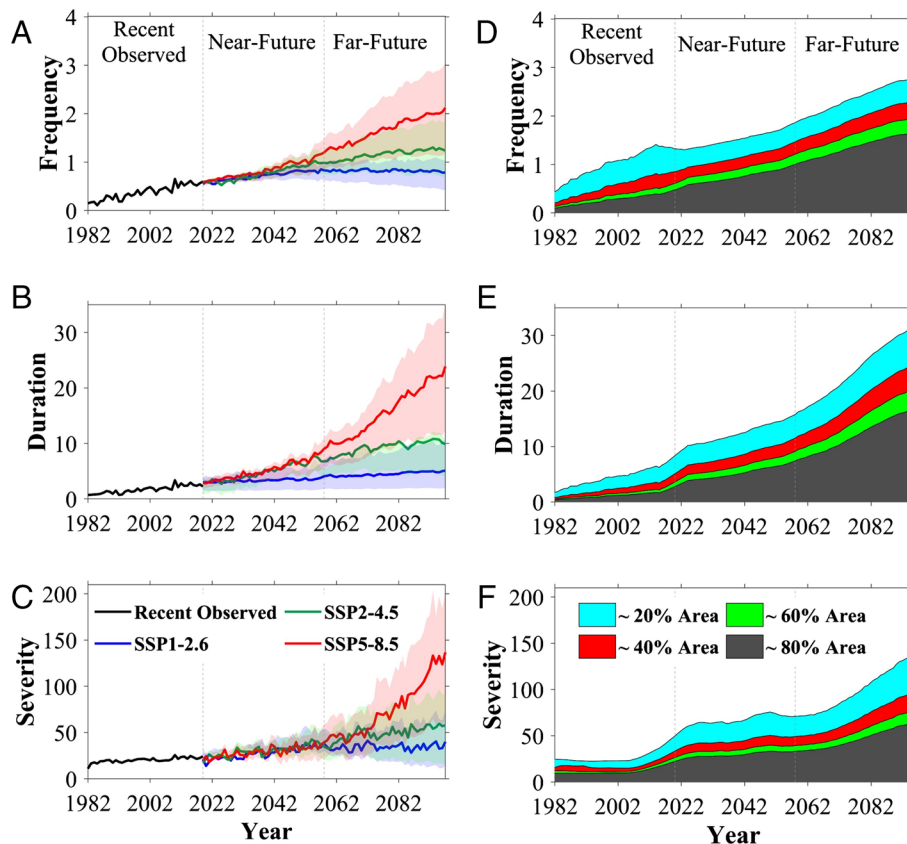 A
Frequency
4
3
2
1
0
Recent
Observed
Near-Future
Far-Future
1982 2002 2022 2042 2062 2082
D
Frequency
4
3
2
1
0
Recent
Observed
Near-Future
Far-Future
1982 2002 2022 2042 2062 2082
B
Duration
30
20
10
0
1982 2002 2022 2042 2062 2082
E
Duration
30
20
10
0
1982 2002 2022 2042 2062 2082
C
Severity
200
150
100
50
0
Recent Observed
SSP1-2.6
SSP2-4.5
SSP5-8.5
1982 2002 2022 2042 2062 2082
Year
F
Severity
200
150
100
50
0
~ 20% Area
~ 40% Area
~ 60% Area
~ 80% Area
1982 2002 2022 2042 2062 2082
Year